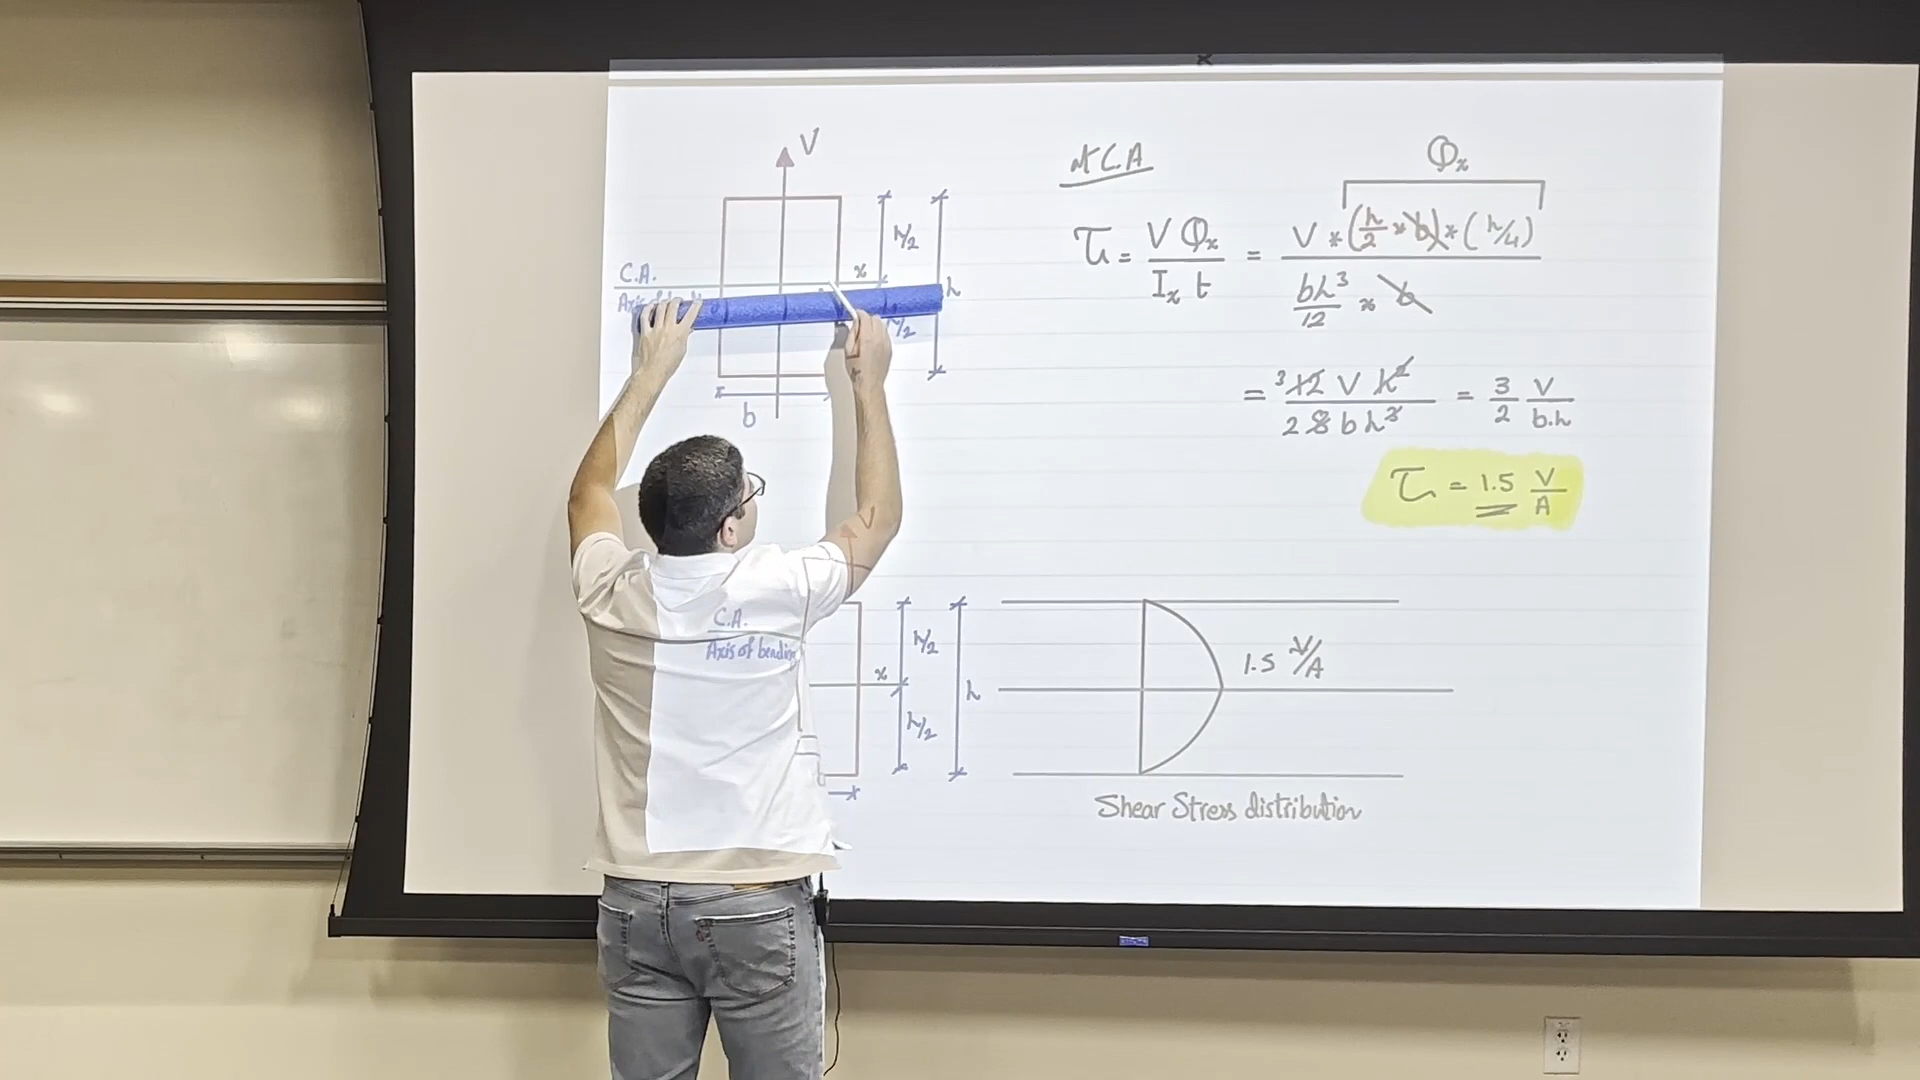 V
h/2
x
C.A.
h
h/2
b
At C.A
Qx
τ = V Qx / Ix t = V * (h/2 * b) * (h/4) / bh³/12 * b
= 3 12 V h² / 2 8 b h³ = 3/2 V/b.h
τ = 1.5 V/A
V
C.A.
Axis of bending
h/2
x
h
h/2
1.5 V/A
Shear Stress distribution